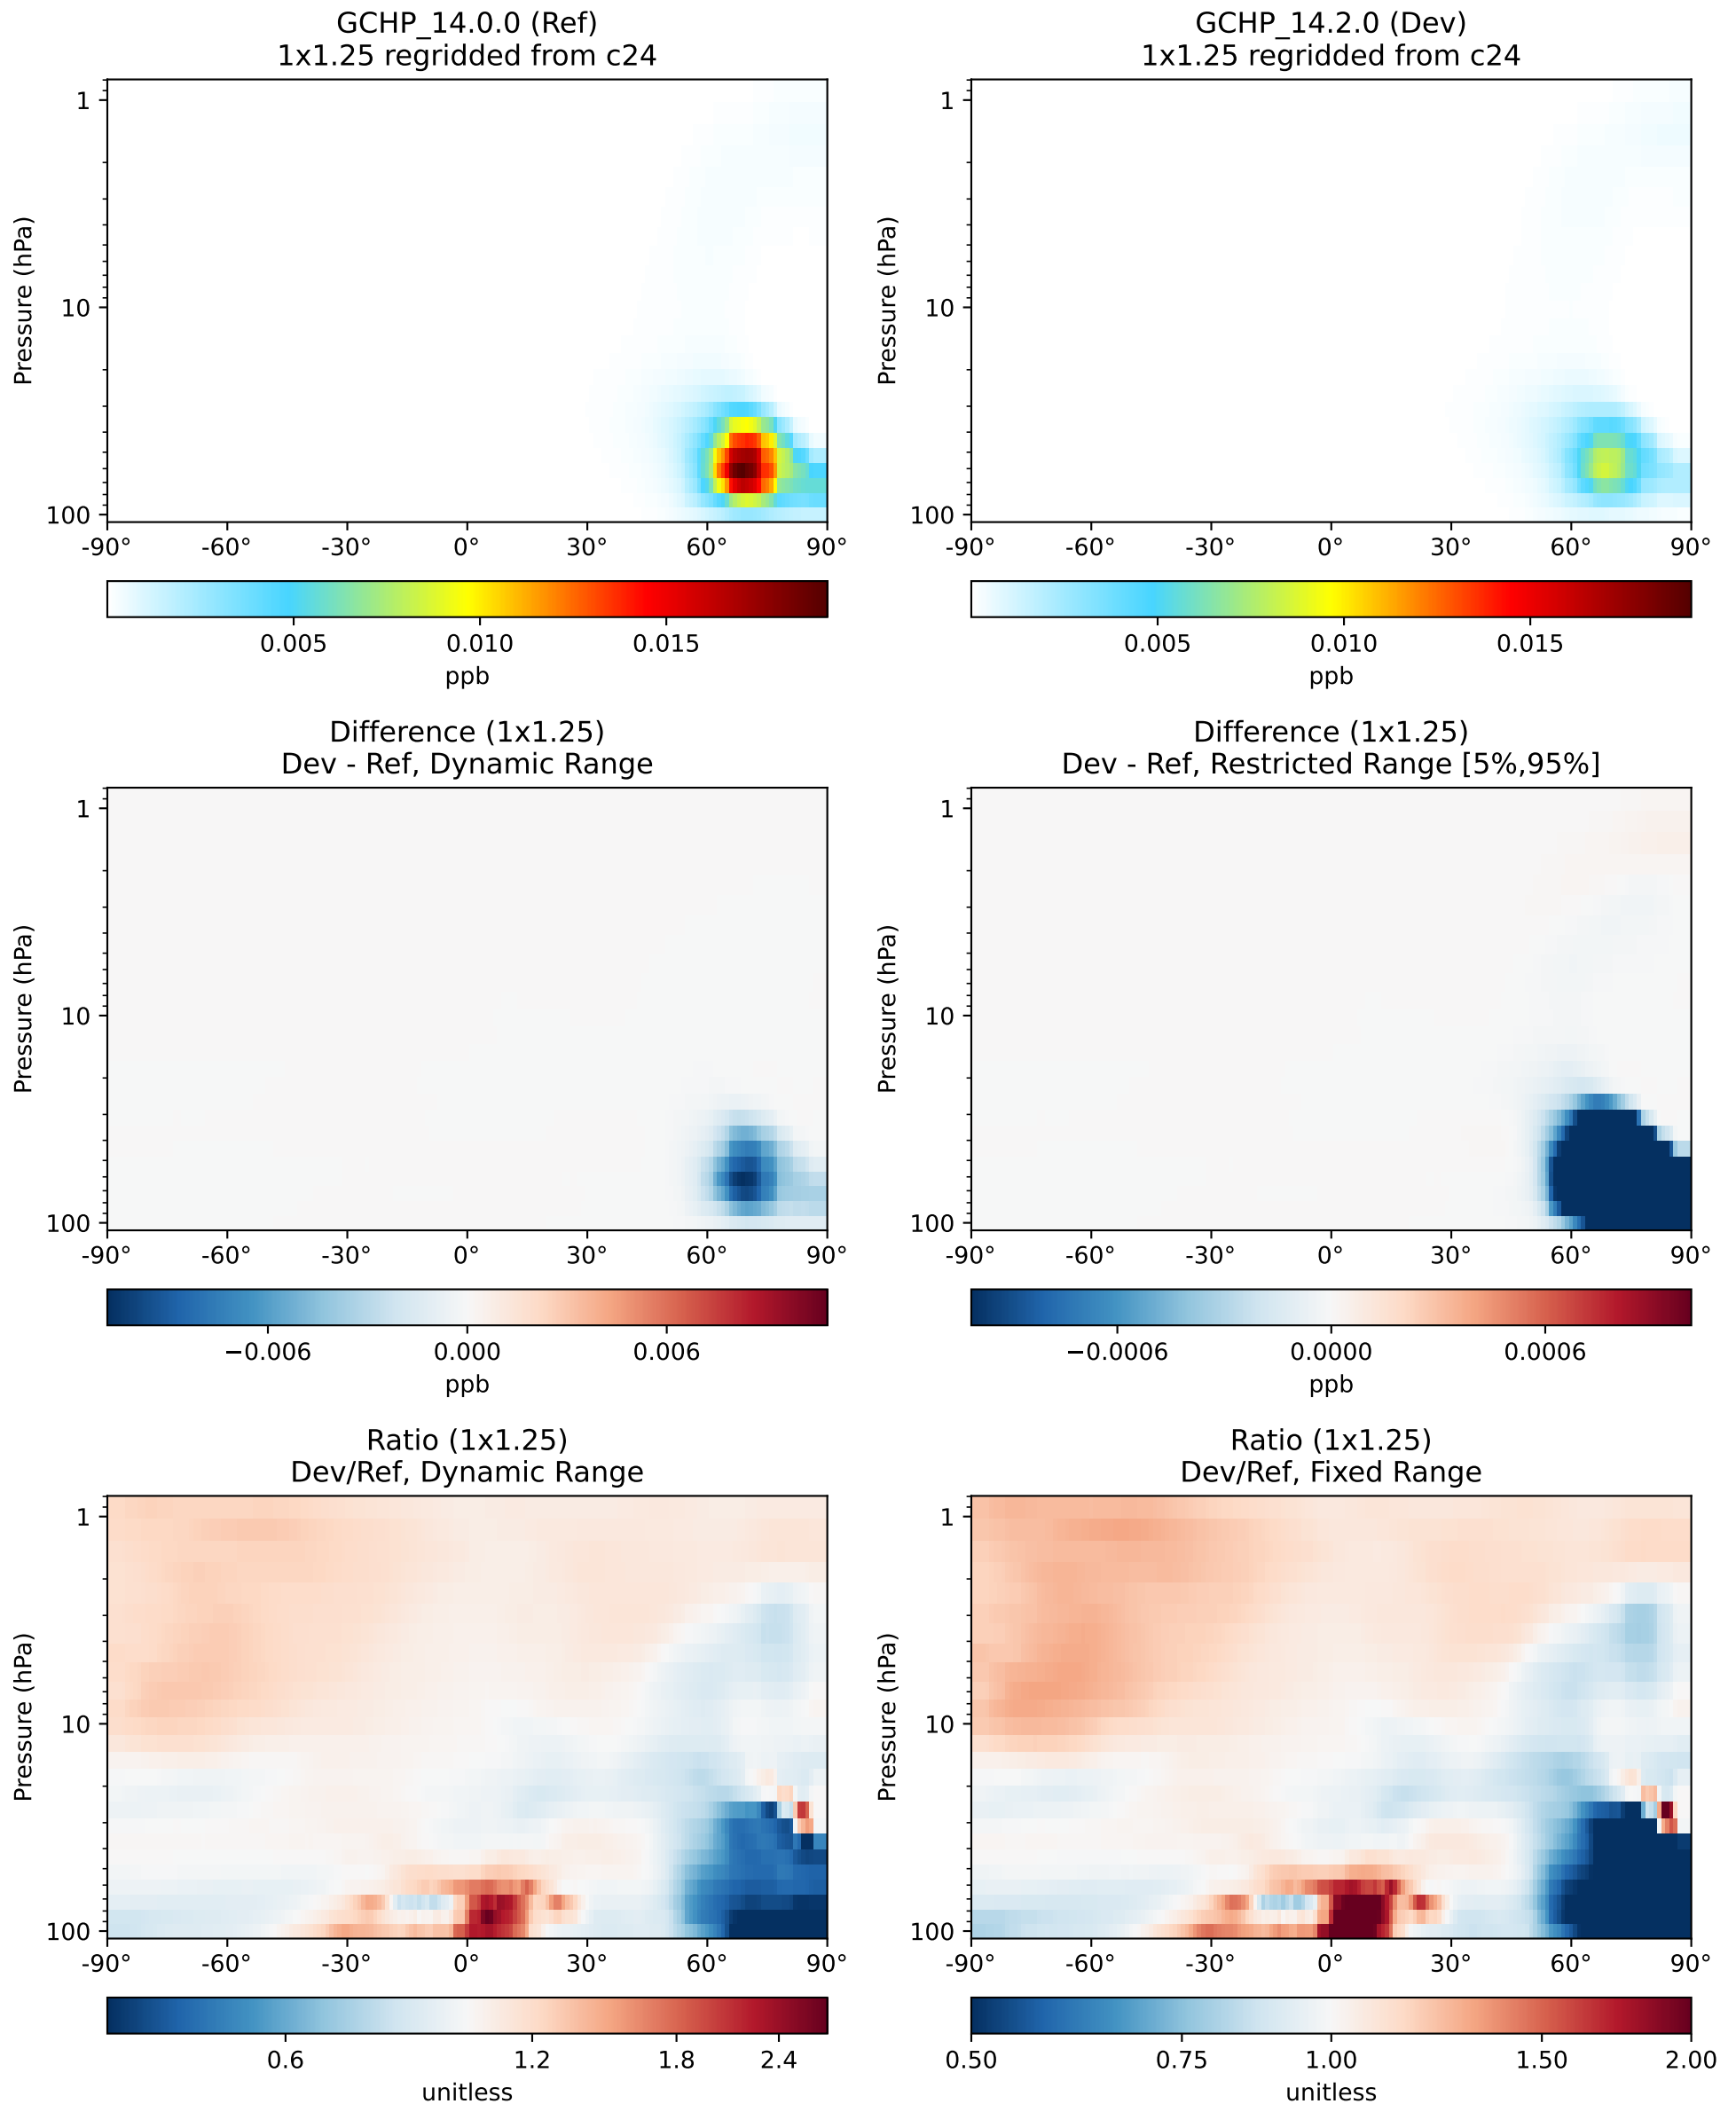 GCHP_14.0.0 (Ref)
1x1.25 regridded from c24
Pressure (hPa)
1
10
100
-90° -60° -30° 0° 30° 60° 90°
0.005 0.010 0.015
ppb
GCHP_14.2.0 (Dev)
1x1.25 regridded from c24
Pressure (hPa)
1
10
100
-90° -60° -30° 0° 30° 60° 90°
0.005 0.010 0.015
ppb
Difference (1x1.25)
Dev - Ref, Dynamic Range
Pressure (hPa)
1
10
100
-90° -60° -30° 0° 30° 60° 90°
−0.006 0.000 0.006
ppb
Difference (1x1.25)
Dev - Ref, Restricted Range [5%,95%]
Pressure (hPa)
1
10
100
-90° -60° -30° 0° 30° 60° 90°
−0.0006 0.0000 0.0006
ppb
Ratio (1x1.25)
Dev/Ref, Dynamic Range
Pressure (hPa)
1
10
100
-90° -60° -30° 0° 30° 60° 90°
0.6 1.2 1.8 2.4
unitless
Ratio (1x1.25)
Dev/Ref, Fixed Range
Pressure (hPa)
1
10
100
-90° -60° -30° 0° 30° 60° 90°
0.50 0.75 1.00 1.50 2.00
unitless